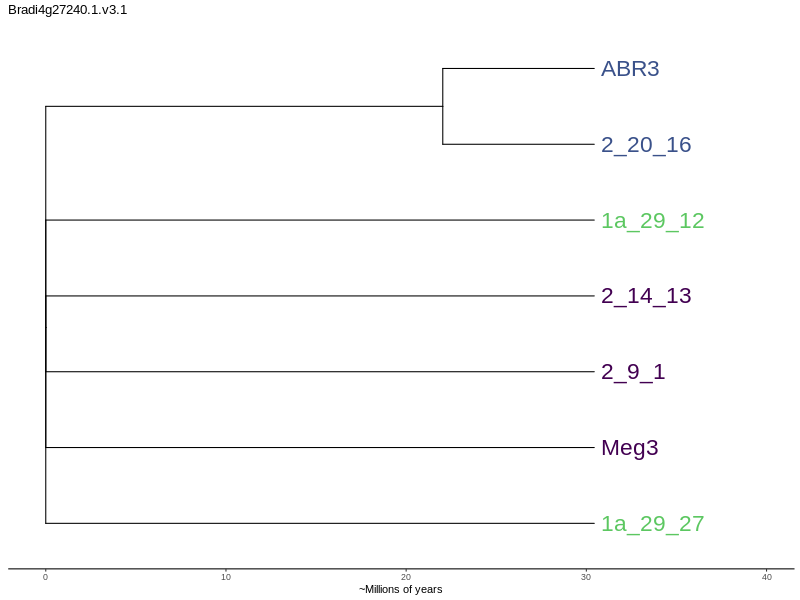 Bradi4g27240.1.v3.1
ABR3
2_20_16
1a_29_12
2_14_13
2_9_1
Meg3
1a_29_27
0 10 20 30 40
~Millions of years